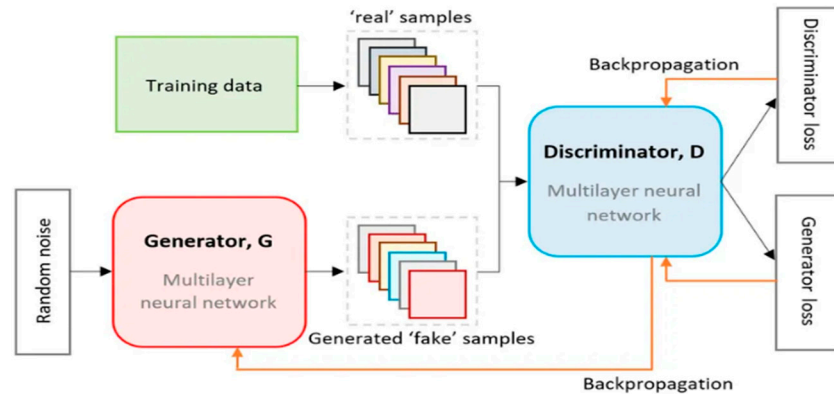 'real' samples
Training data
Backpropagation
Discriminator loss
Discriminator, D
Multilayer neural
network
Random noise
Generator, G
Multilayer
neural network
Generated 'fake' samples
Generator loss
Backpropagation